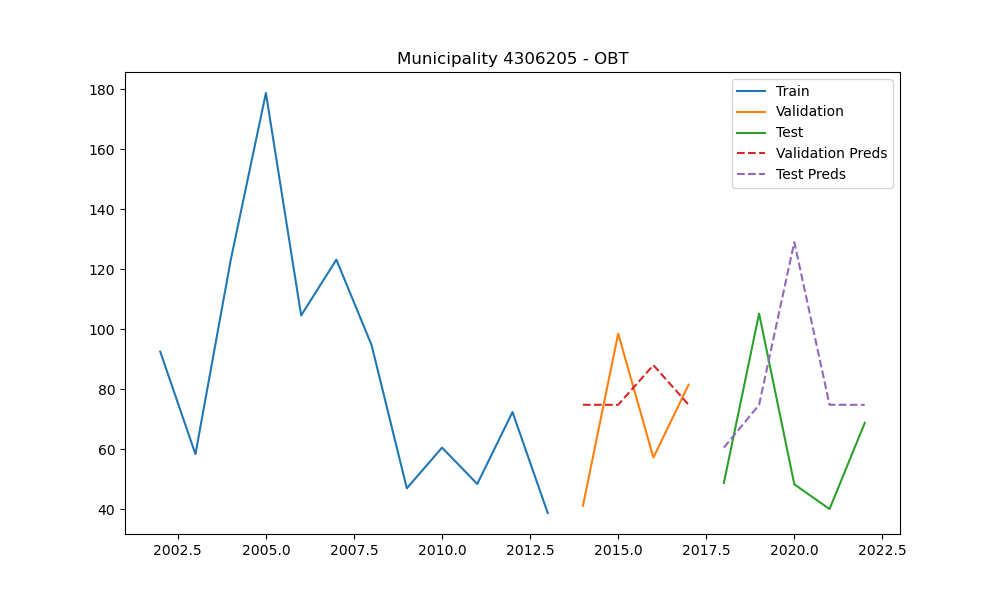 Municipality 4306205 - OBT
180
160
140
120
100
80
60
40
2002.5 2005.0 2007.5 2010.0 2012.5 2015.0 2017.5 2020.0 2022.5
Train
Validation
Test
Validation Preds
Test Preds